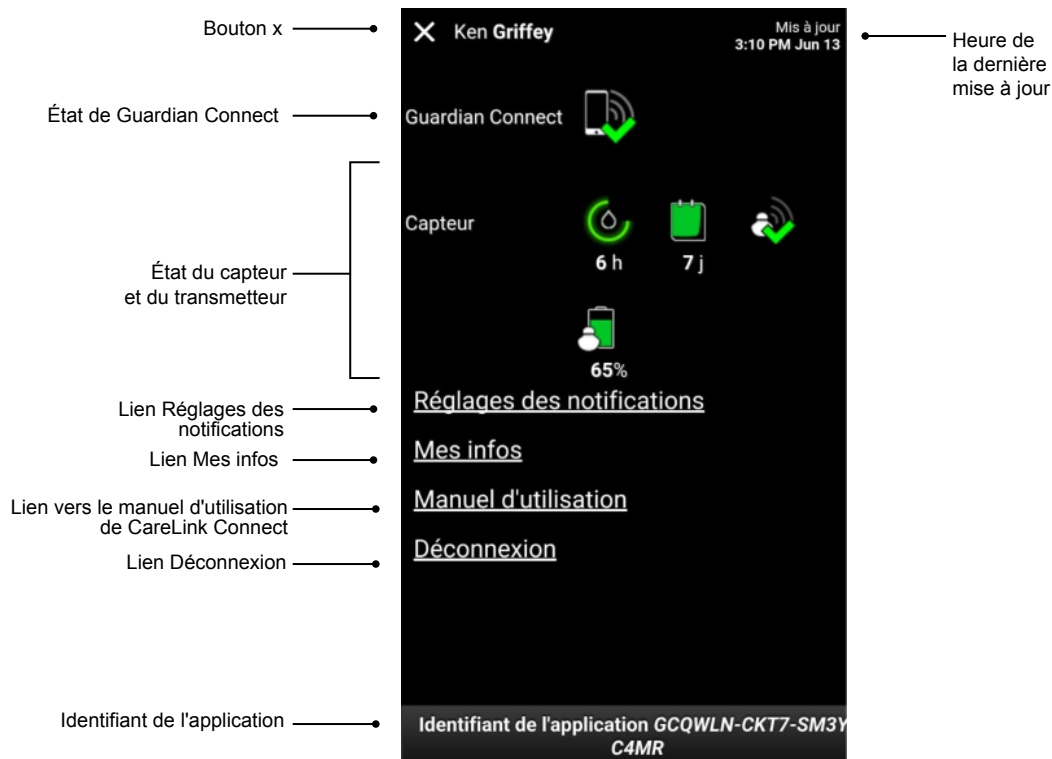 Bouton x
Ken Griffey
Mis à jour
3:10 PM Jun 13
Heure de
la dernière
mise à jour
État de Guardian Connect
Guardian Connect
Capteur
6 h
7 j
État du capteur
et du transmetteur
65%
Lien Réglages des
notifications
Réglages des notifications
Lien Mes infos
Mes infos
Lien vers le manuel d'utilisation
de CareLink Connect
Manuel d'utilisation
Lien Déconnexion
Déconnexion
Identifiant de l'application
Identifiant de l'application GCQWLN-CKT7-SM3Y
C4MR